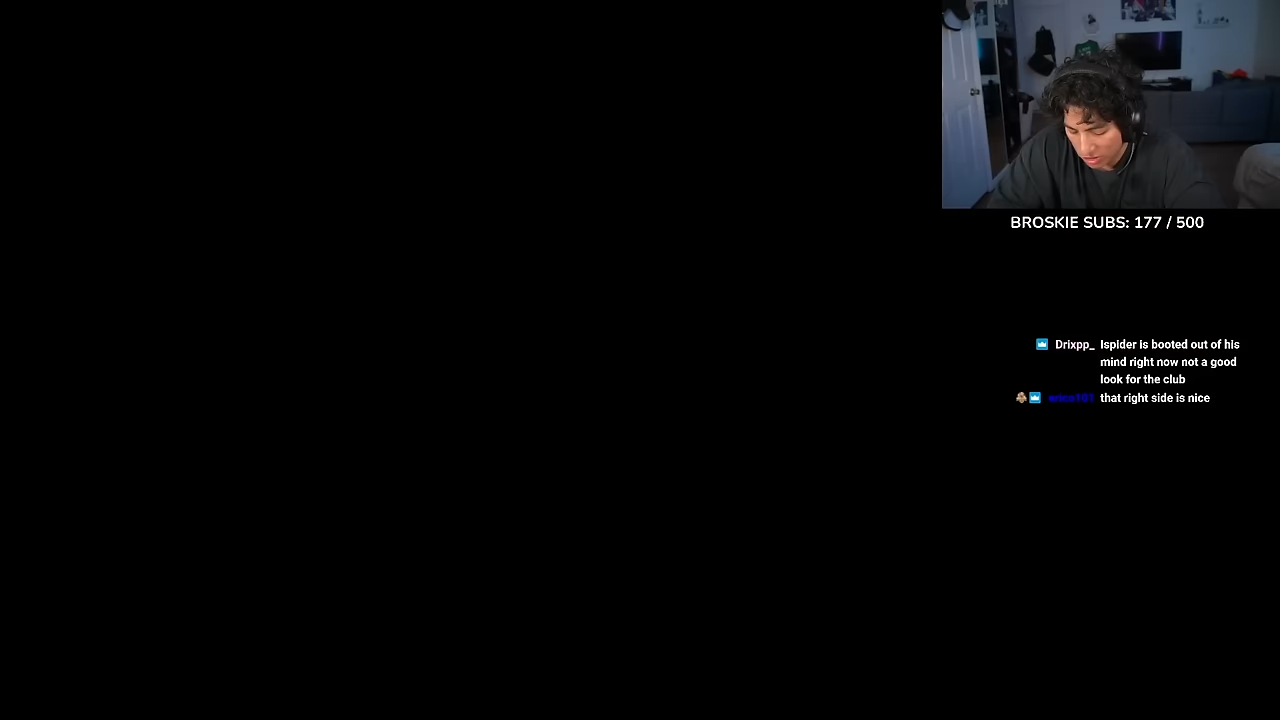 BROSKIE SUBS: 177 / 500
Drixpp_ Ispider is booted out of his
mind right now not a good
look for the club
erico101 that right side is nice